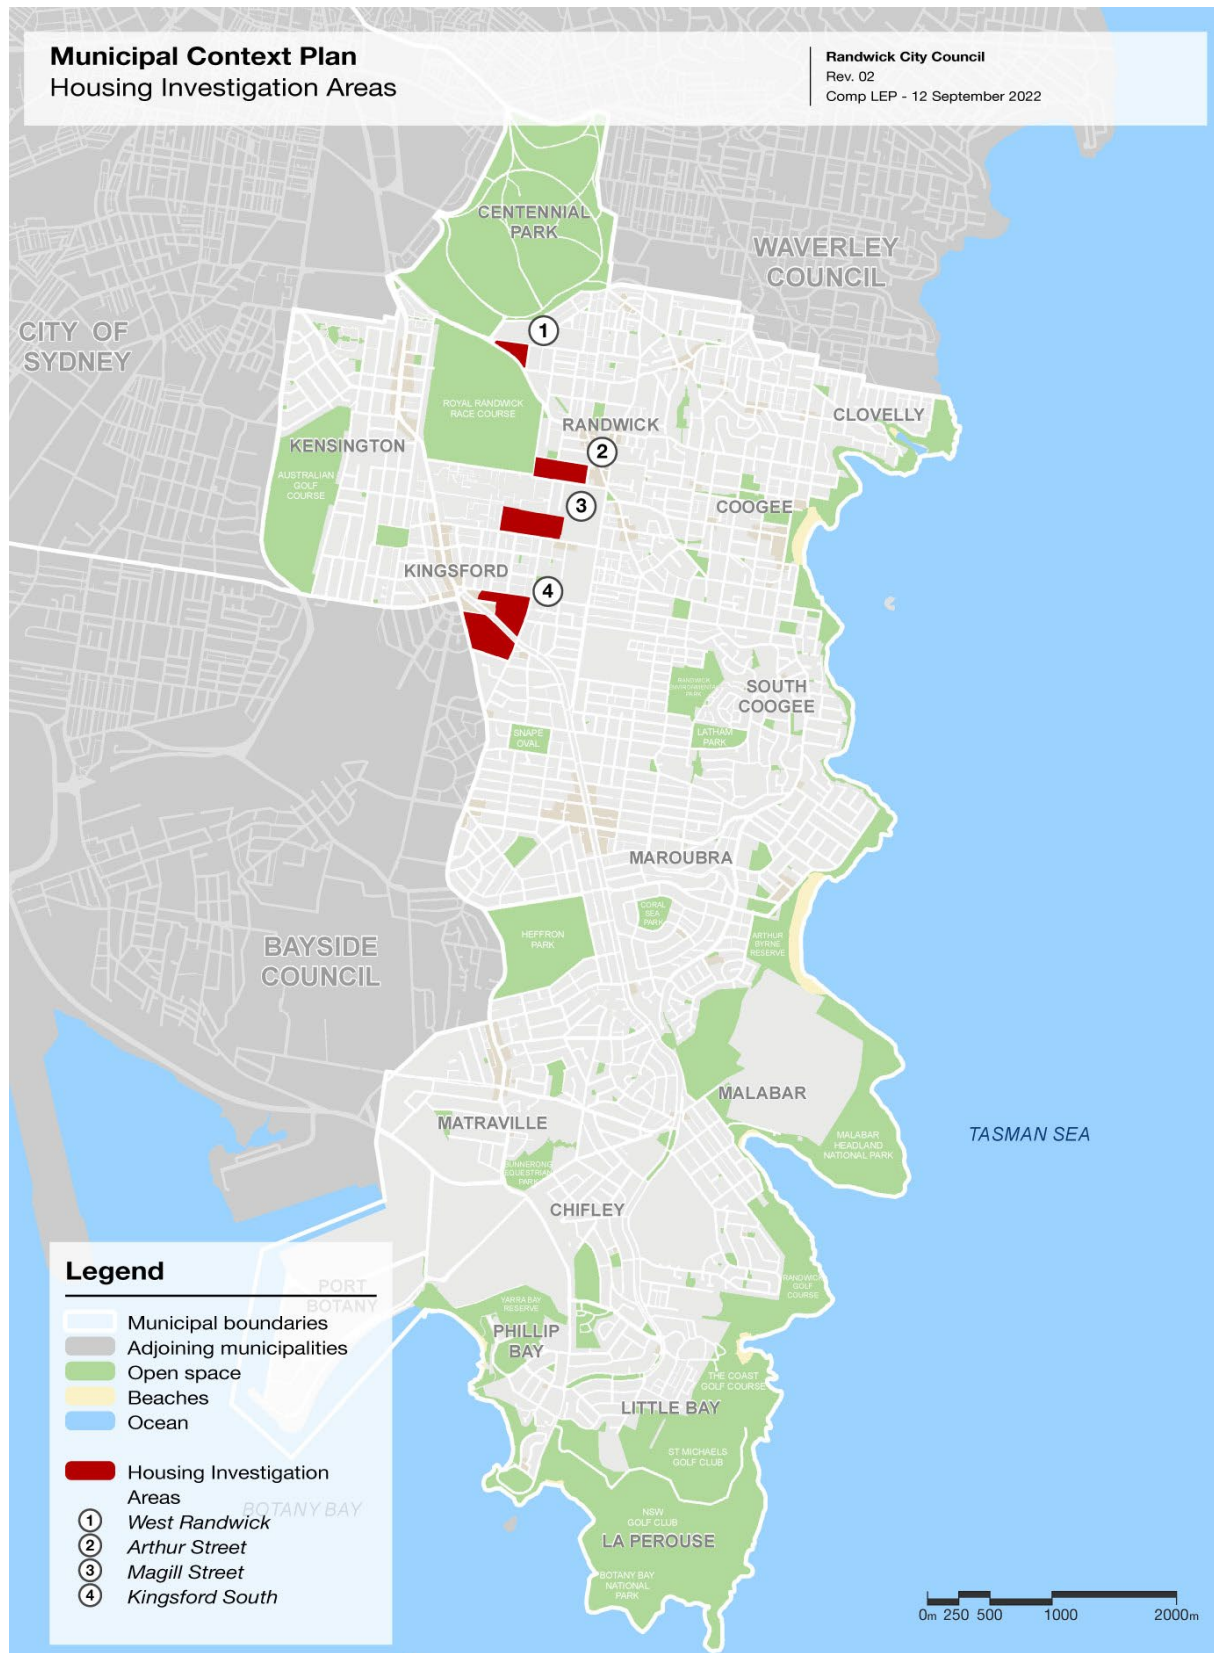 Municipal Context Plan
Housing Investigation Areas
Randwick City Council
Rev. 02
Comp LEP - 12 September 2022
CENTENNIAL
PARK
WAVERLEY
COUNCIL
CITY OF
SYDNEY
1
ROYAL RANDWICK
RACE COURSE
CLOVELLY
RANDWICK
KENSINGTON
2
AUSTRALIAN
GOLF
COURSE
3
COOGEE
KINGSFORD
4
RANDWICK
ENVIRONMENTAL
PARK
SOUTH
COOGEE
SNAPE
OVAL
LATHAM
PARK
MAROUBRA
CORAL
SEA
PARK
HEFFRON
PARK
ARTHUR
BYRNE
RESERVE
BAYSIDE
COUNCIL
MALABAR
MATRAVILLE
MALABAR
HEADLAND
NATIONAL PARK
TASMAN SEA
BUNNERONG
EQUESTRIAN
PARK
CHIFLEY
RANDWICK
GOLF
COURSE
PORT
BOTANY
YARRA BAY
RESERVE
PHILLIP
BAY
THE COAST
GOLF COURSE
LITTLE BAY
ST MICHAELS
GOLF CLUB
NSW
GOLF CLUB
LA PEROUSE
BOTANY BAY
NATIONAL
PARK
Legend
Municipal boundaries
Adjoining municipalities
Open space
Beaches
Ocean
Housing Investigation
Areas
BOTANY BAY
1 West Randwick
2 Arthur Street
3 Magill Street
4 Kingsford South
0m 250 500 1000 2000m